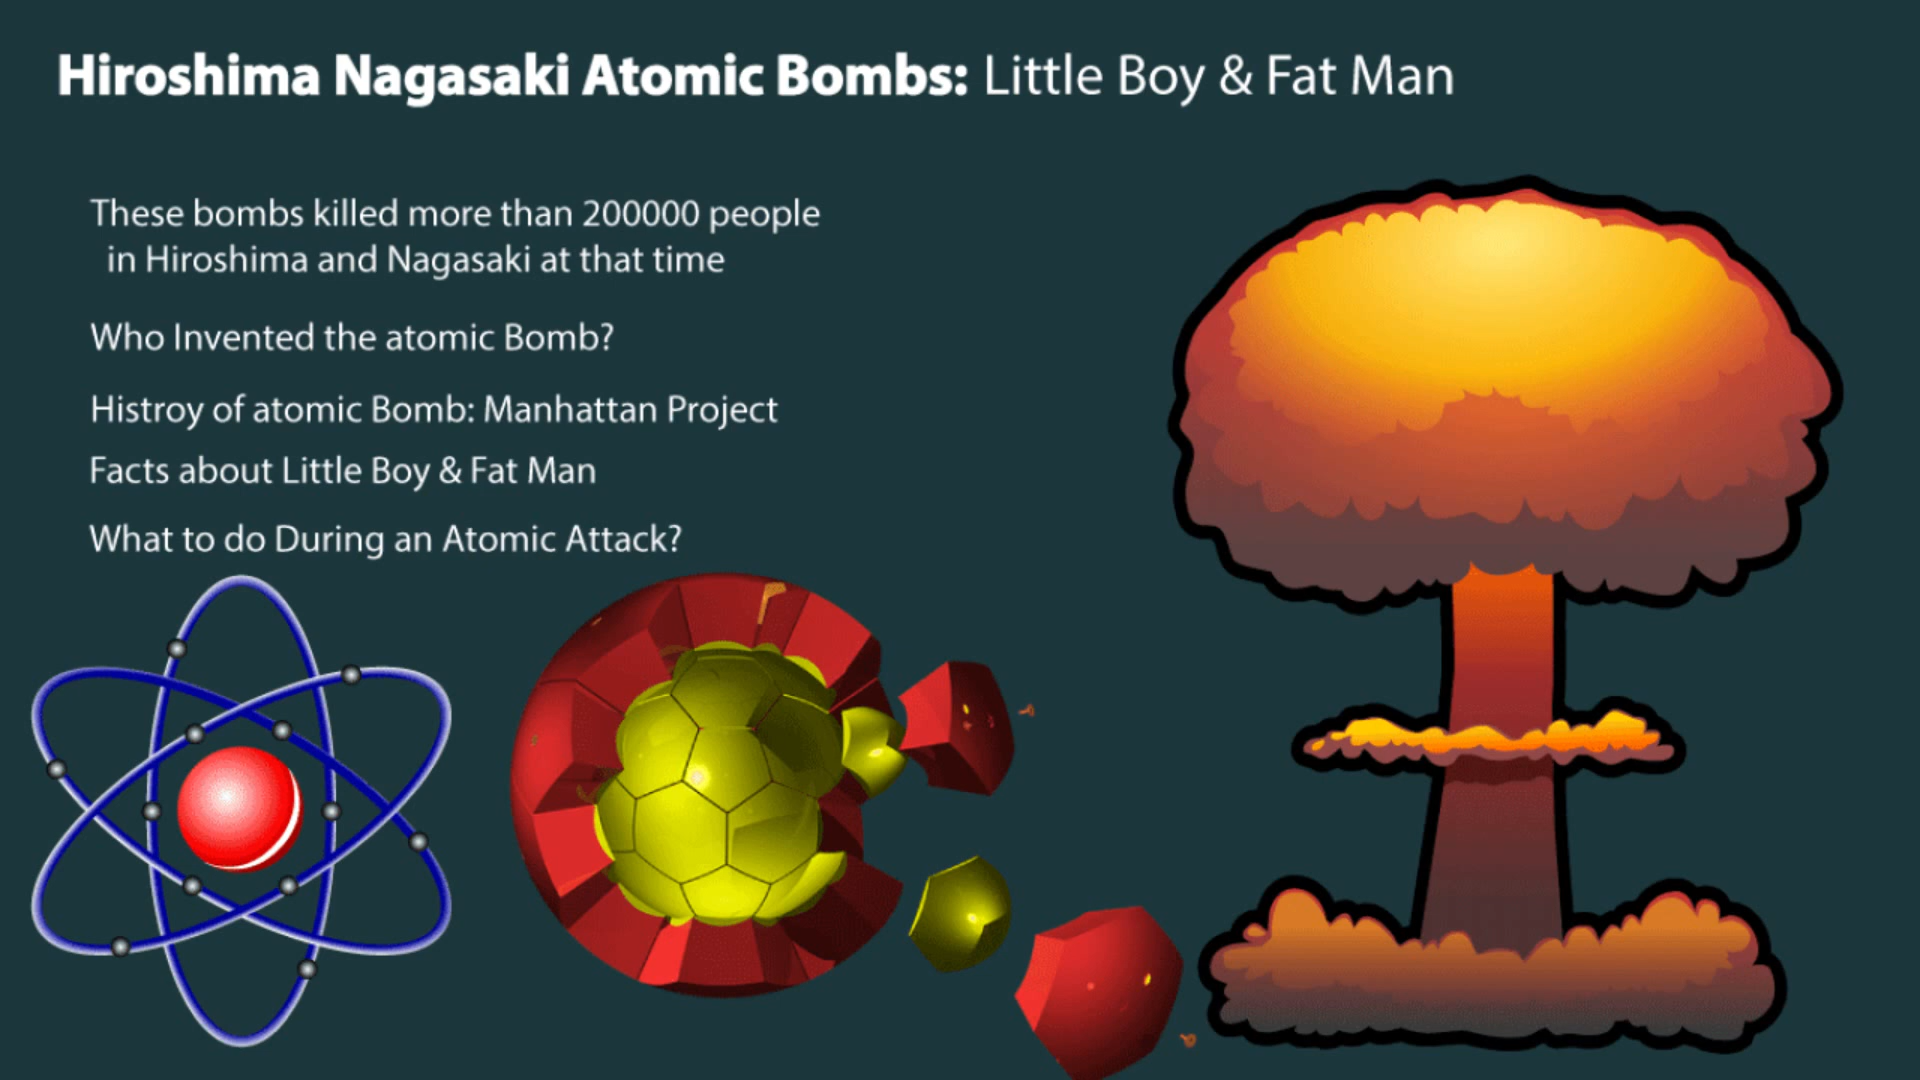 Hiroshima Nagasaki Atomic Bombs: Little Boy & Fat Man
These bombs killed more than 200000 people
in Hiroshima and Nagasaki at that time
Who Invented the atomic Bomb?
Histroy of atomic Bomb: Manhattan Project
Facts about Little Boy & Fat Man
What to do During an Atomic Attack?